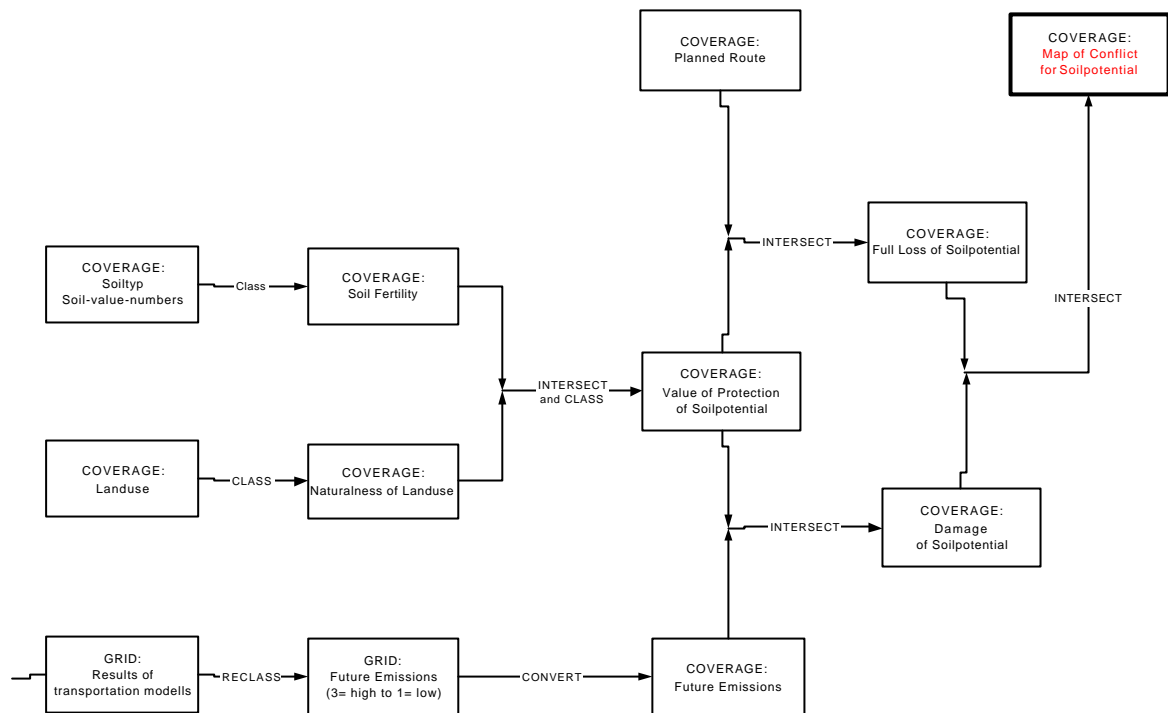 COVERAGE:
Planned Route
COVERAGE:
Map of Conflict
for Soilpotential
COVERAGE:
Soiltyp
Soil-value-numbers
Class
COVERAGE:
Soil Fertility
INTERSECT
COVERAGE:
Full Loss of Soilpotential
INTERSECT
INTERSECT
and CLASS
COVERAGE:
Value of Protection
of Soilpotential
COVERAGE:
Landuse
CLASS
COVERAGE:
Naturalness of Landuse
INTERSECT
COVERAGE:
Damage
of Soilpotential
GRID:
Results of
transportation modells
RECLASS
GRID:
Future Emissions
(3= high to 1= low)
CONVERT
COVERAGE:
Future Emissions